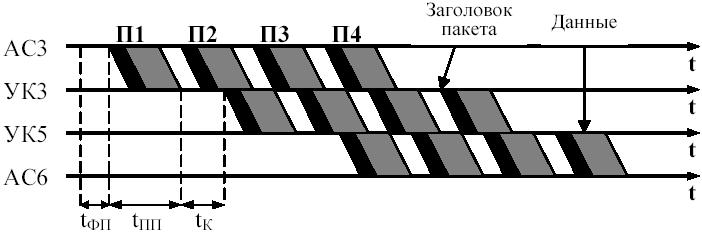 П1 П2 П3 П4
Заголовок
пакета
Данные
АС3 t
УК3 t
УК5 t
АС6 t
tФП tПП tК